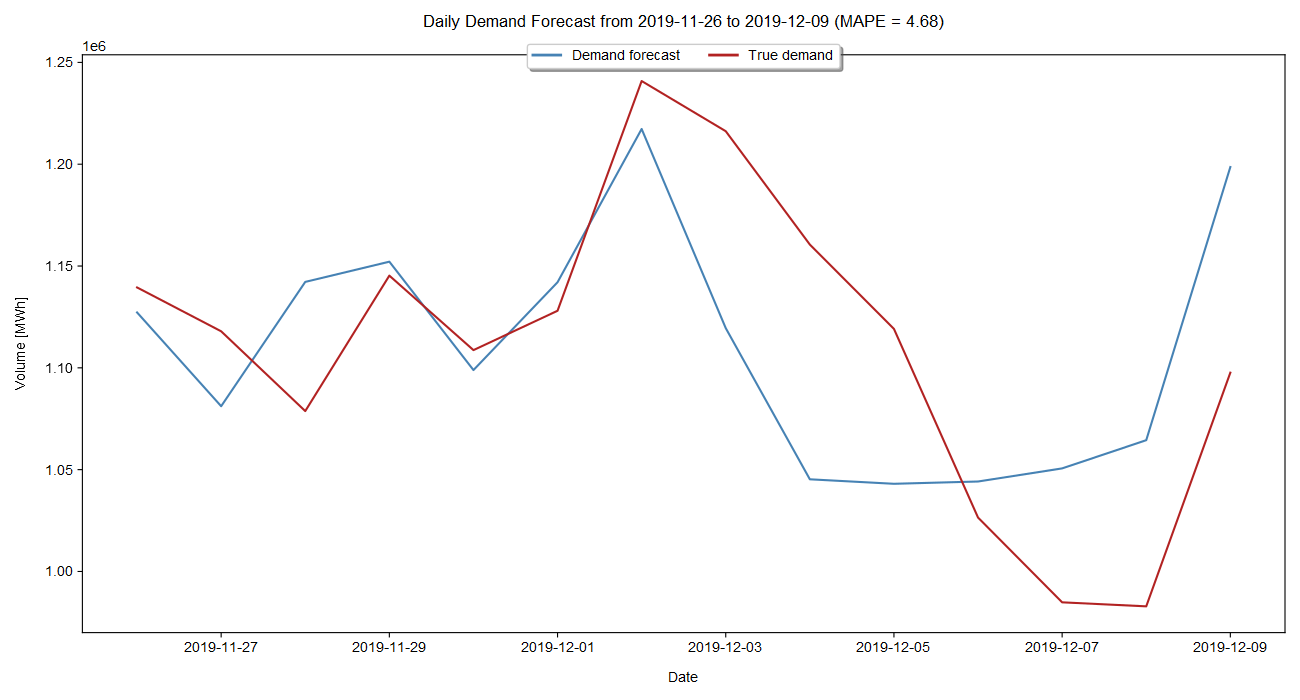 Daily Demand Forecast from 2019-11-26 to 2019-12-09 (MAPE = 4.68)
1e6
Demand forecast True demand
1.25
1.20
1.15
1.10
1.05
1.00
Volume [MWh]
2019-11-27 2019-11-29 2019-12-01 2019-12-03 2019-12-05 2019-12-07 2019-12-09
Date